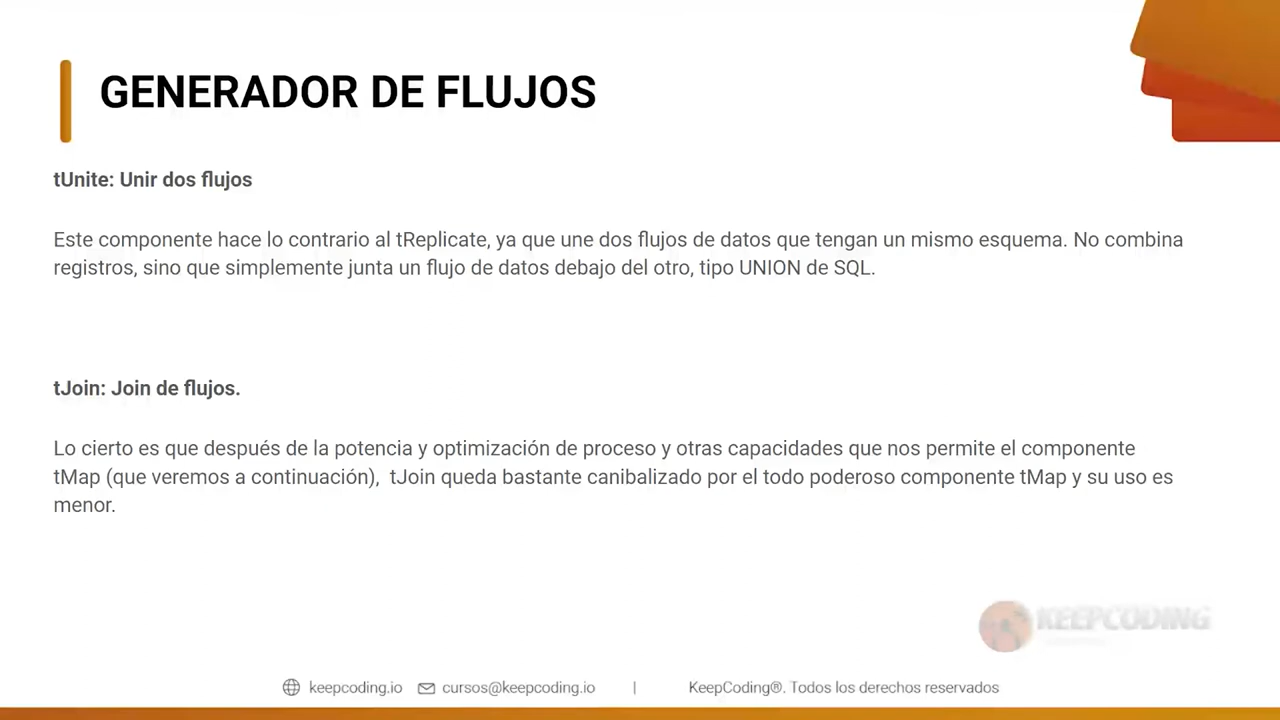 GENERADOR DE FLUJOS
tUnite: Unir dos flujos
Este componente hace lo contrario al tReplicate, ya que une dos flujos de datos que tengan un mismo esquema. No combina
registros, sino que simplemente junta un flujo de datos debajo del otro, tipo UNION de SQL.
tJoin: Join de flujos.
Lo cierto es que después de la potencia y optimización de proceso y otras capacidades que nos permite el componente
tMap (que veremos a continuación), tJoin queda bastante canibalizado por el todo poderoso componente tMap y su uso es
menor.
KEEPCODING
keepcoding.io cursos@keepcoding.io | KeepCoding®. Todos los derechos reservados